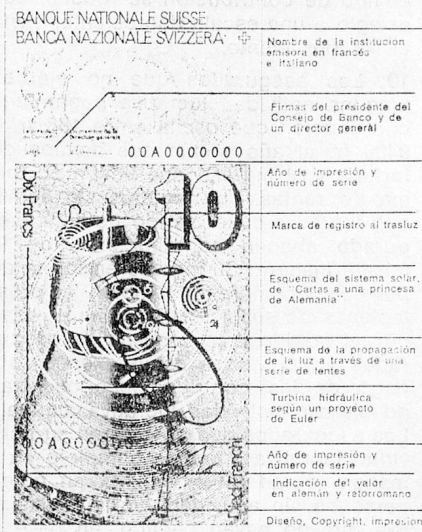 BANQUE NATIONALE SUISSE
BANCA NAZIONALE SVIZZERA
Nombre de la institución
emisora en francés
e italiano
Firmas del presidente del
Consejo de Banco y de
un director general
00A0000000
Año de impresión y
número de serie
10
Dix Francs
Marca de registro al trasluz
Esquema del sistema solar,
de "Cartas a una princesa
de Alemania"
Esquema de la propagación
de la luz a través de una
serie de lentes
Turbina hidráulica
según un proyecto
de Euler
00A0000000
Año de impresión y
número de serie
Indicación del valor
en alemán y retorromano
Dieci Franchi
Diseño, Copyright, impresion